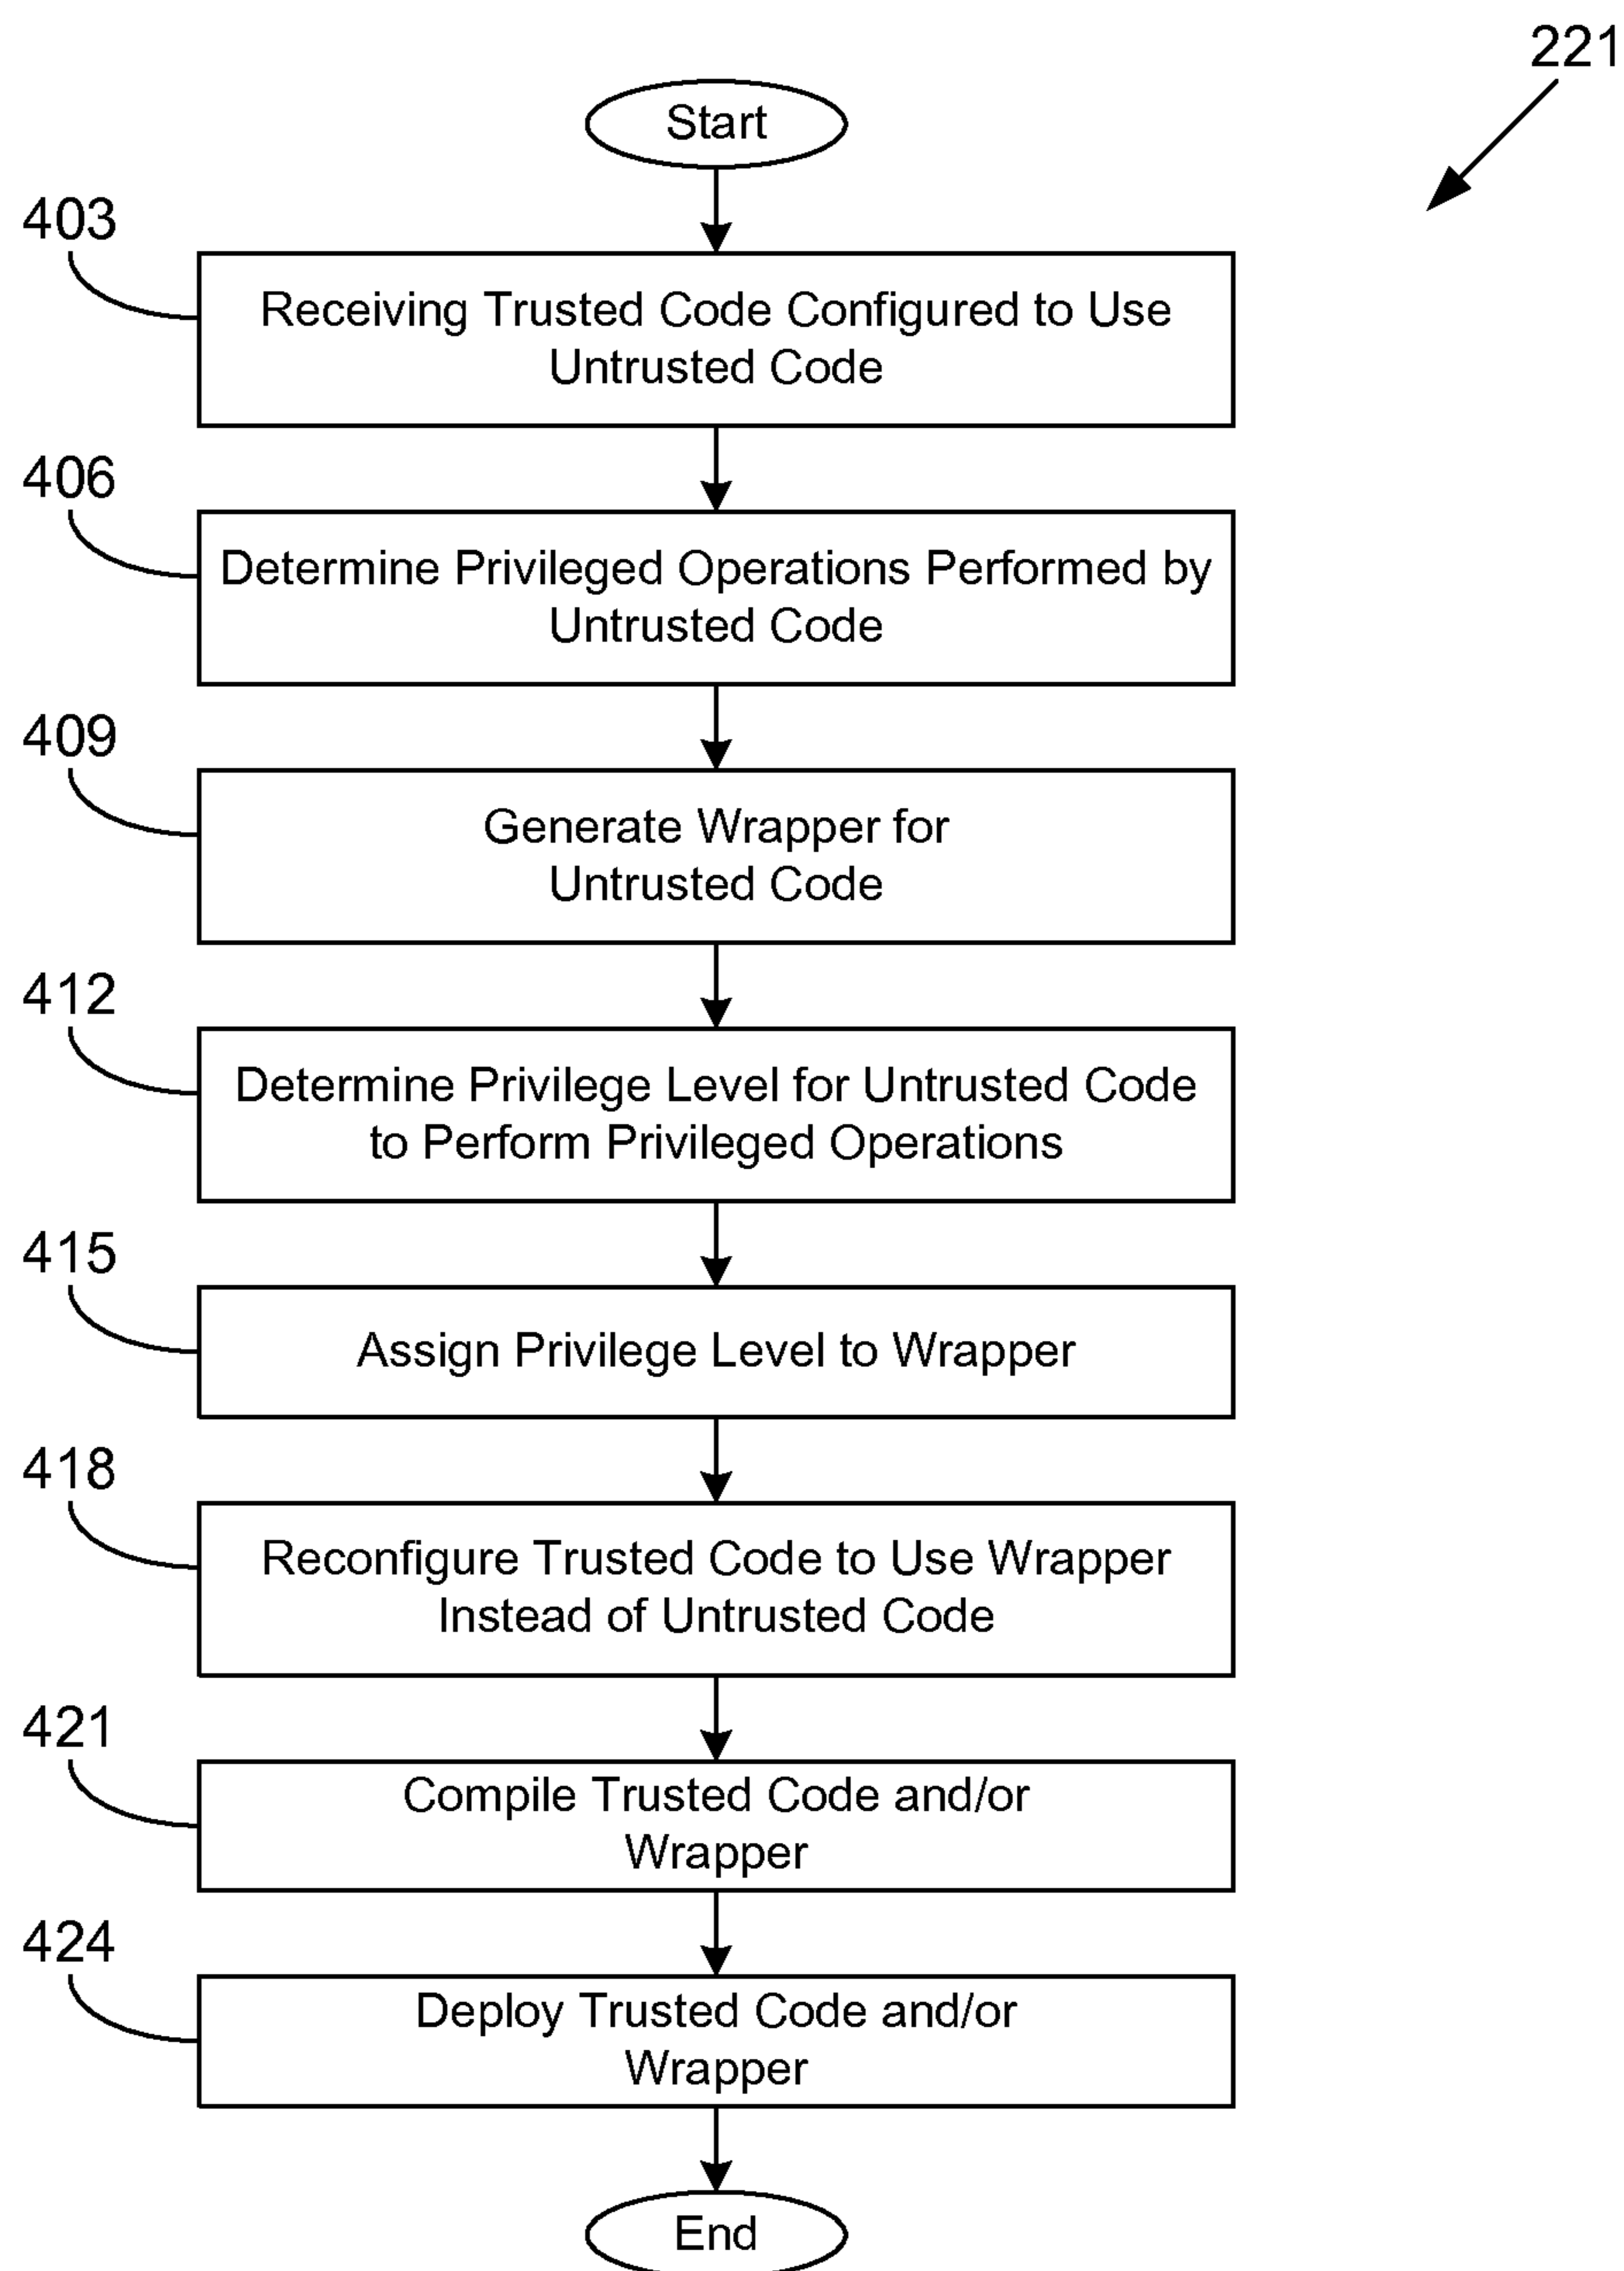 221
Start
403
Receiving Trusted Code Configured to Use
Untrusted Code
406
Determine Privileged Operations Performed by
Untrusted Code
409
Generate Wrapper for
Untrusted Code
412
Determine Privilege Level for Untrusted Code
to Perform Privileged Operations
415
Assign Privilege Level to Wrapper
418
Reconfigure Trusted Code to Use Wrapper
Instead of Untrusted Code
421
Compile Trusted Code and/or
Wrapper
424
Deploy Trusted Code and/or
Wrapper
End